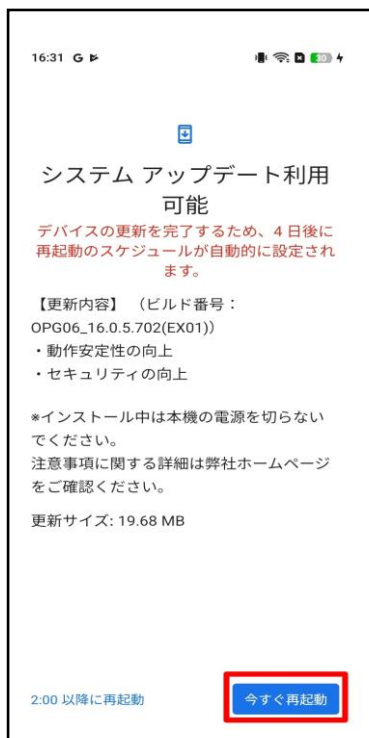 16:31 G
30
システム アップデート利用
可能
デバイスの更新を完了するため、4 日後に
再起動のスケジュールが自動的に設定され
ます。
【更新内容】 （ビルド番号：
OPG06_16.0.5.702(EX01)）
・動作安定性の向上
・セキュリティの向上
*インストール中は本機の電源を切らない
でください。
注意事項に関する詳細は弊社ホームページ
をご確認ください。
更新サイズ: 19.68 MB
2:00 以降に再起動
今すぐ再起動